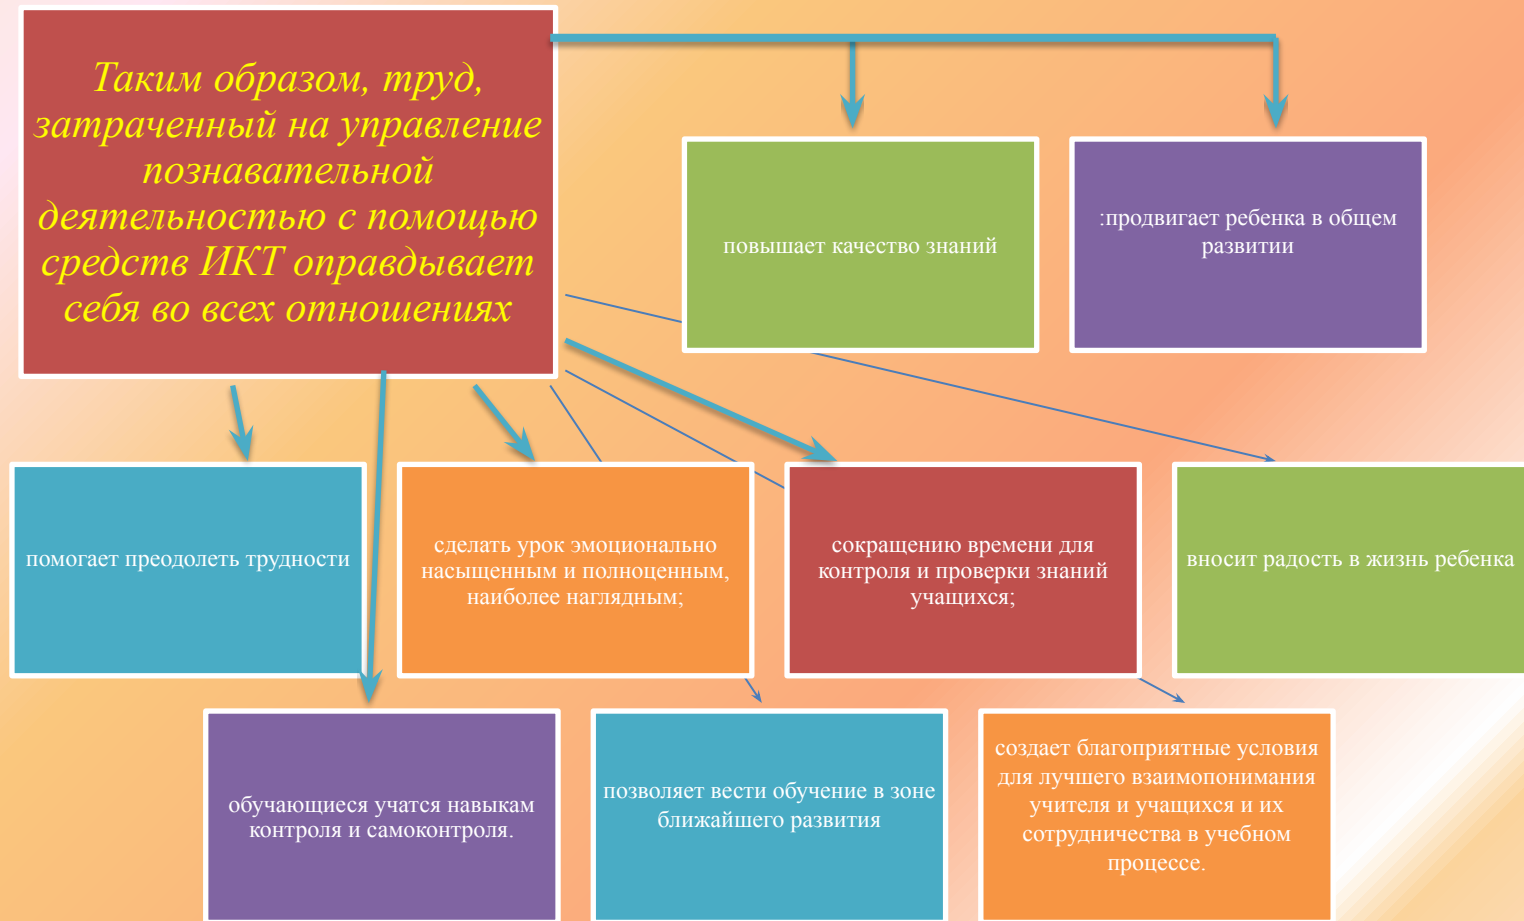 Таким образом, труд,
затраченный на управление
познавательной
деятельностью с помощью
средств ИКТ оправдывает
себя во всех отношениях
повышает качество знаний
:продвигает ребенка в общем
развитии
помогает преодолеть трудности
сделать урок эмоционально
насыщенным и полноценным,
наиболее наглядным;
сокращению времени для
контроля и проверки знаний
учащихся;
вносит радость в жизнь ребенка
обучающиеся учатся навыкам
контроля и самоконтроля.
позволяет вести обучение в зоне
ближайшего развития
создает благоприятные условия
для лучшего взаимопонимания
учителя и учащихся и их
сотрудничества в учебном
процессе.